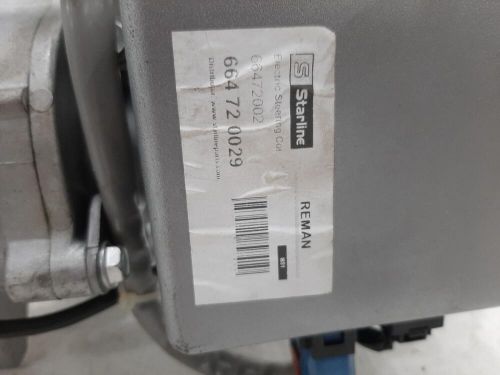 S Starline
Electric Steering Col
66472002
664 72 0029
Distributor: www.starlineparts.com
REMAN